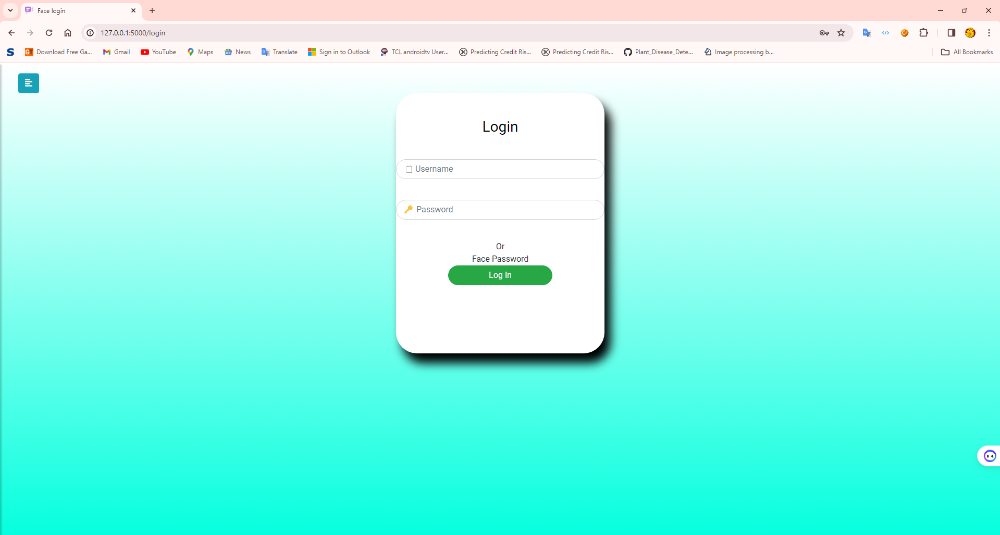 Face login
127.0.0.1:5000/login
Download Free Ga...
Gmail
YouTube
Maps
News
Translate
Sign in to Outlook
TCL androidtv User...
Predicting Credit Ris...
Predicting Credit Ris...
Plant_Disease_Dete...
Image processing b...
All Bookmarks
Login
Username
Password
Or
Face Password
Log In